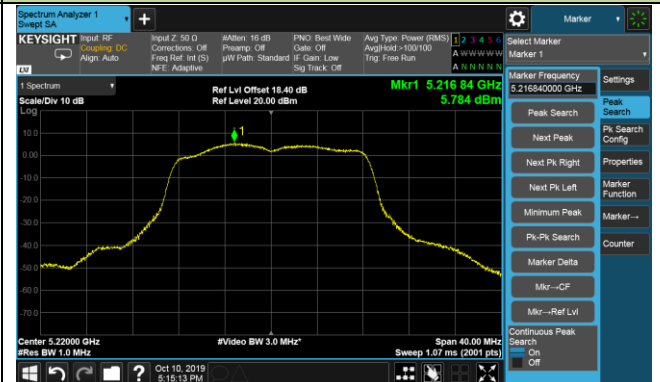 Spectrum Analyzer 1
Swept SA
Marker
KEYSIGHT
Input: RF
Coupling: DC
Align: Auto
Input Z: 50 Ω
Corrections: Off
Freq Ref: Int (S)
NFE: Adaptive
#Atten: 16 dB
Preamp: Off
µW Path: Standard
PNO: Best Wide
Gate: Off
IF Gain: Low
Sig Track: Off
Avg Type: Power (RMS)
Avg|Hold:>100/100
Trig: Free Run
1 2 3 4 5 6
A W W W W W
A N N N N N
LXI
Select Marker
Marker 1
1 Spectrum
Scale/Div 10 dB
Log
Ref Lvl Offset 18.40 dB
Ref Level 20.00 dBm
Mkr1 5.216 84 GHz
5.784 dBm
10.0
0.00
-10.0
-20.0
-30.0
-40.0
-50.0
-60.0
-70.0
1
Center 5.22000 GHz
#Res BW 1.0 MHz
#Video BW 3.0 MHz*
Span 40.00 MHz
Sweep 1.07 ms (2001 pts)
Marker Frequency
5.216840000 GHz
Peak Search
Next Peak
Next Pk Right
Next Pk Left
Minimum Peak
Pk-Pk Search
Marker Delta
Mkr→CF
Mkr→Ref Lvl
Continuous Peak
Search
On
Off
Settings
Peak
Search
Pk Search
Config
Properties
Marker
Function
Marker→
Counter
?
Oct 10, 2019
5:15:13 PM